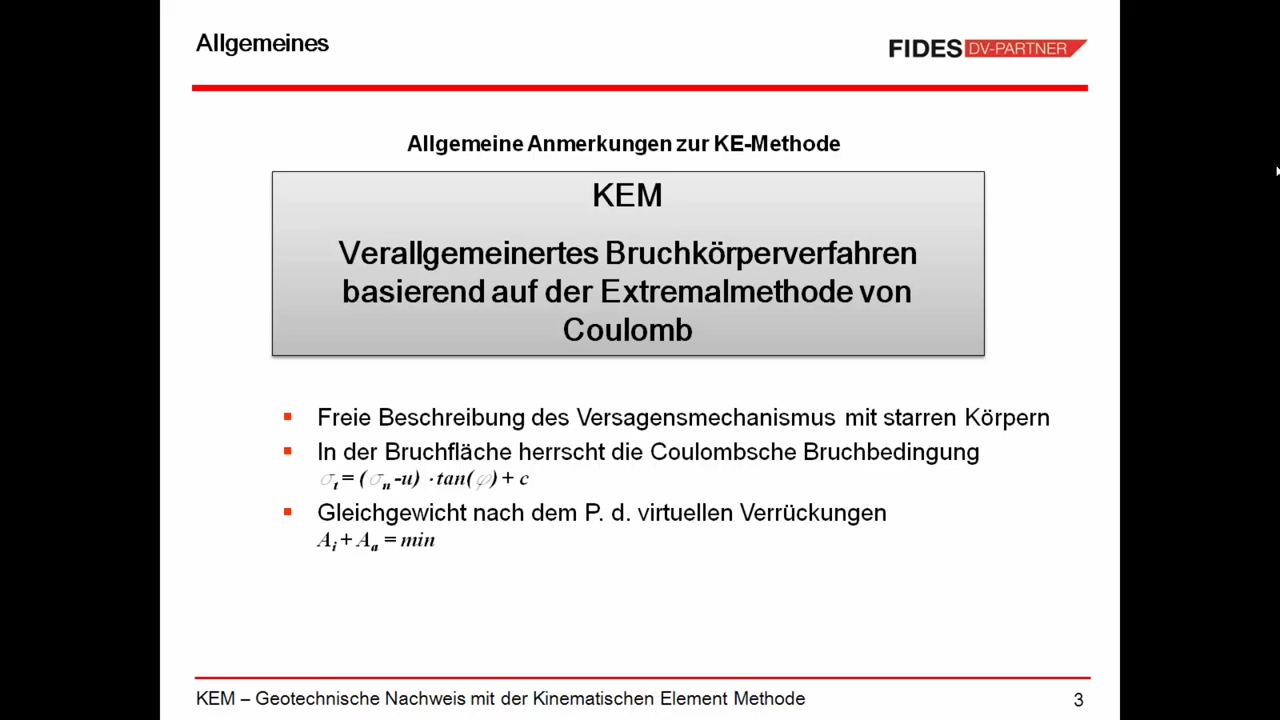 Allgemeines
FIDES DV-PARTNER
Allgemeine Anmerkungen zur KE-Methode
KEM
Verallgemeinertes Bruchkörperverfahren
basierend auf der Extremalmethode von
Coulomb
▪ Freie Beschreibung des Versagensmechanismus mit starren Körpern
▪ In der Bruchfläche herrscht die Coulombsche Bruchbedingung
σt = (σn -u) · tan(φ) + c
▪ Gleichgewicht nach dem P. d. virtuellen Verrückungen
Ai + Aa = min
KEM – Geotechnische Nachweis mit der Kinematischen Element Methode
3